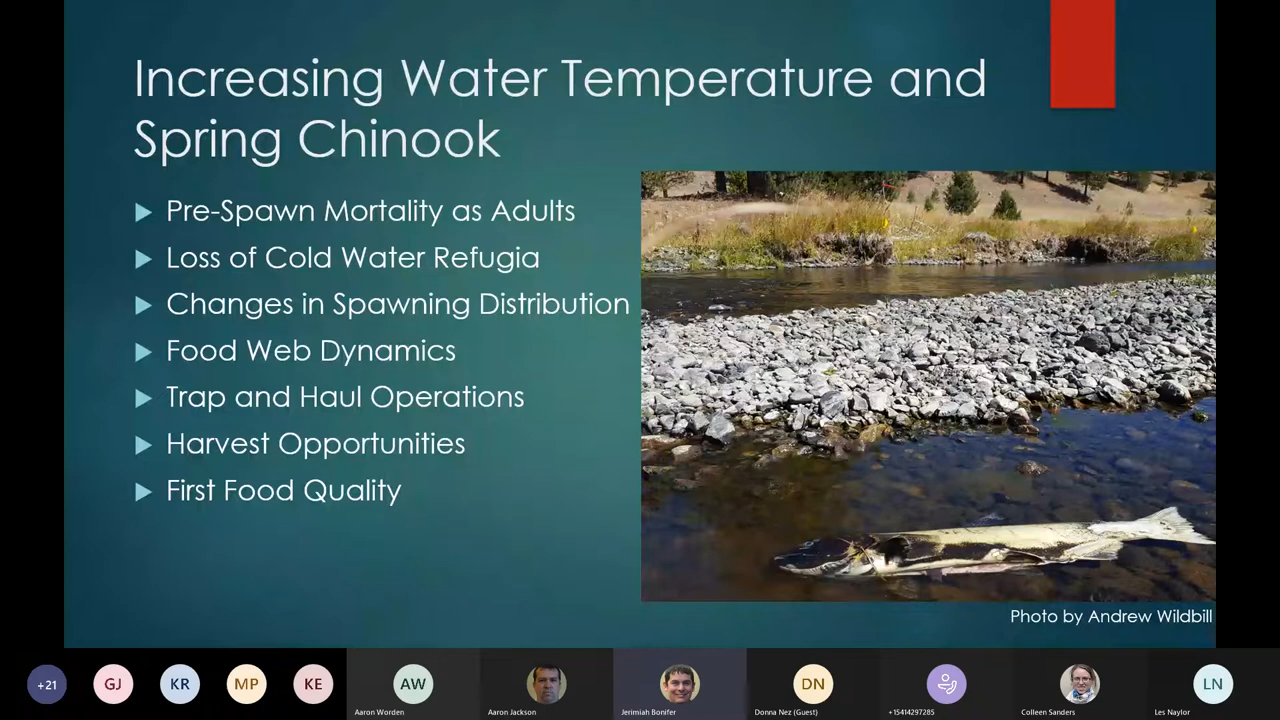 Increasing Water Temperature and
Spring Chinook
Pre-Spawn Mortality as Adults
Loss of Cold Water Refugia
Changes in Spawning Distribution
Food Web Dynamics
Trap and Haul Operations
Harvest Opportunities
First Food Quality
Photo by Andrew Wildbill
+21
GJ
KR
MP
KE
AW
DN
LN
Aaron Worden
Aaron Jackson
Jerimiah Bonifer
Donna Nez (Guest)
+15414297285
Colleen Sanders
Les Naylor